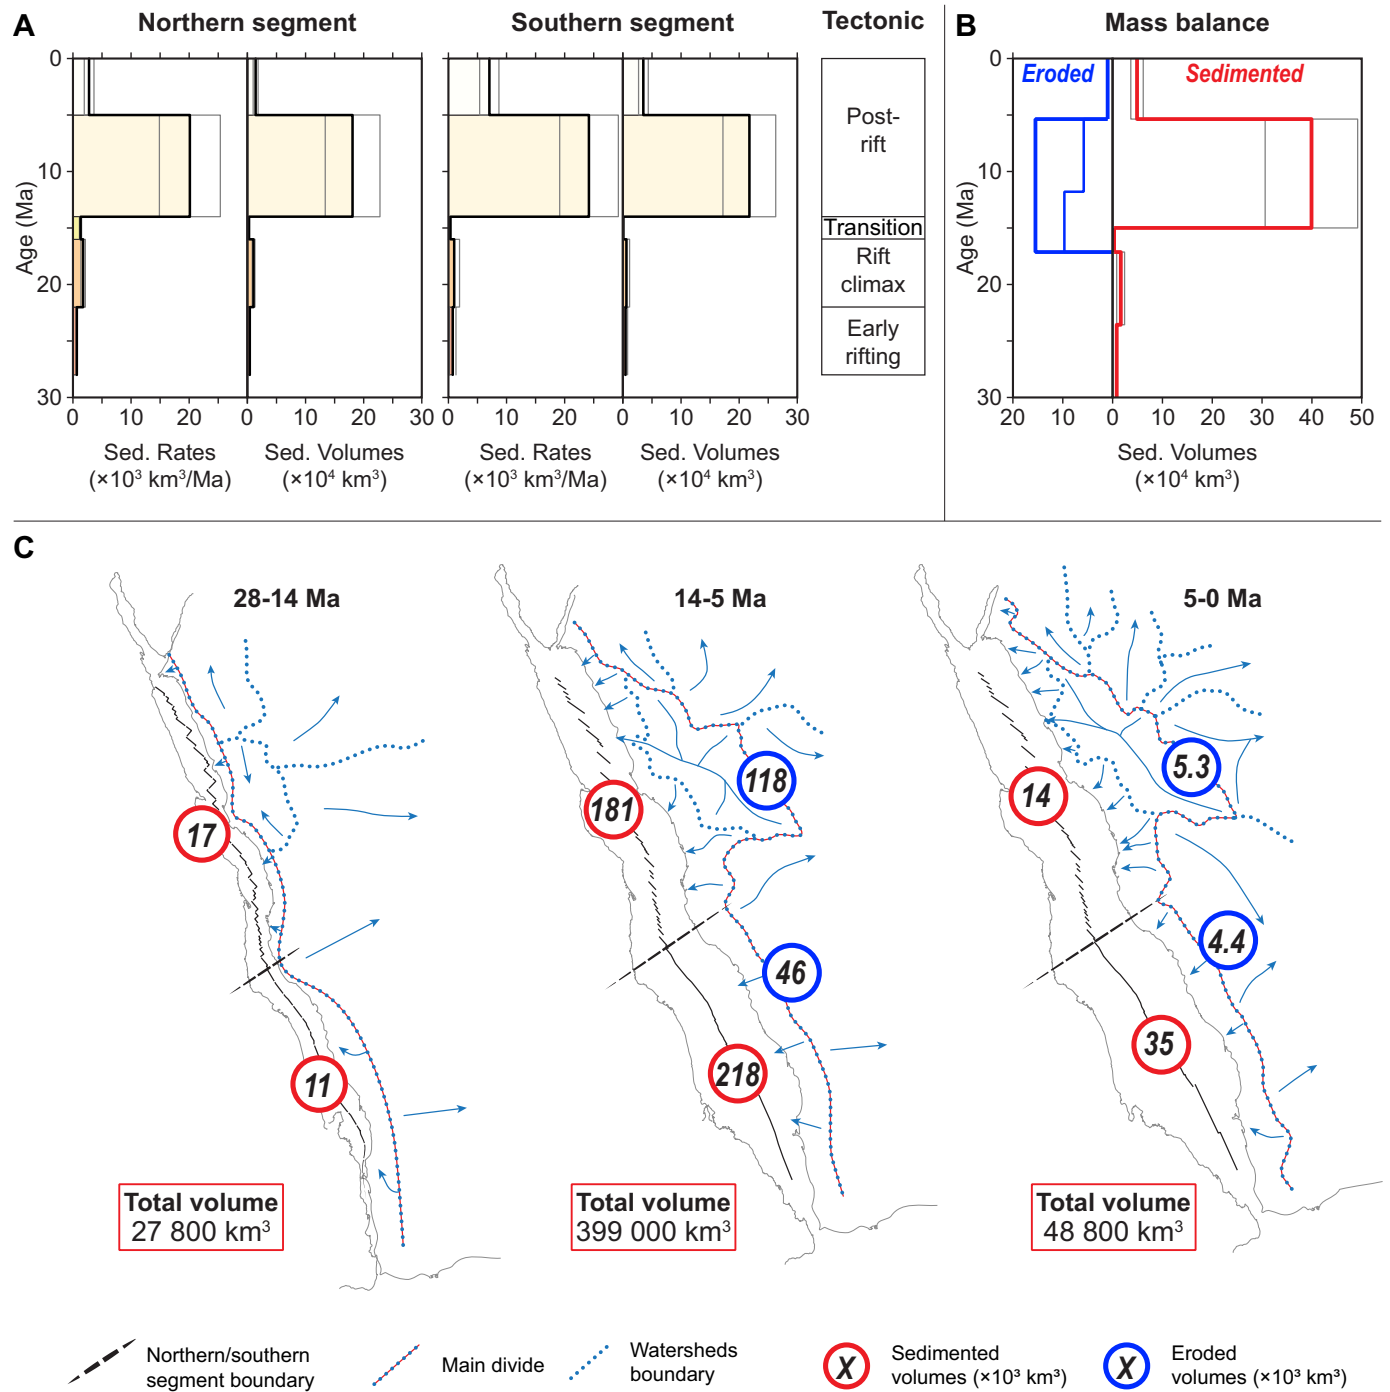 A
Northern segment
Southern segment
Tectonic
B
Mass balance
0
10
20
30
Age (Ma)
0 10 20 0 10 20 30
Sed. Rates
(×10³ km³/Ma)
Sed. Volumes
(×10⁴ km³)
0 10 20 0 10 20 30
Sed. Rates
(×10³ km³/Ma)
Sed. Volumes
(×10⁴ km³)
Post-
rift
Transition
Rift
climax
Early
rifting
Eroded
Sedimented
0
10
20
30
Age (Ma)
20 10 0 10 20 30 40 50
Sed. Volumes
(×10⁴ km³)
C
28-14 Ma
17
11
Total volume
27 800 km³
14-5 Ma
118
181
46
218
Total volume
399 000 km³
5-0 Ma
5.3
14
4.4
35
Total volume
48 800 km³
Northern/southern
segment boundary
Main divide
Watersheds
boundary
X
Sedimented
volumes (×10³ km³)
X
Eroded
volumes (×10³ km³)